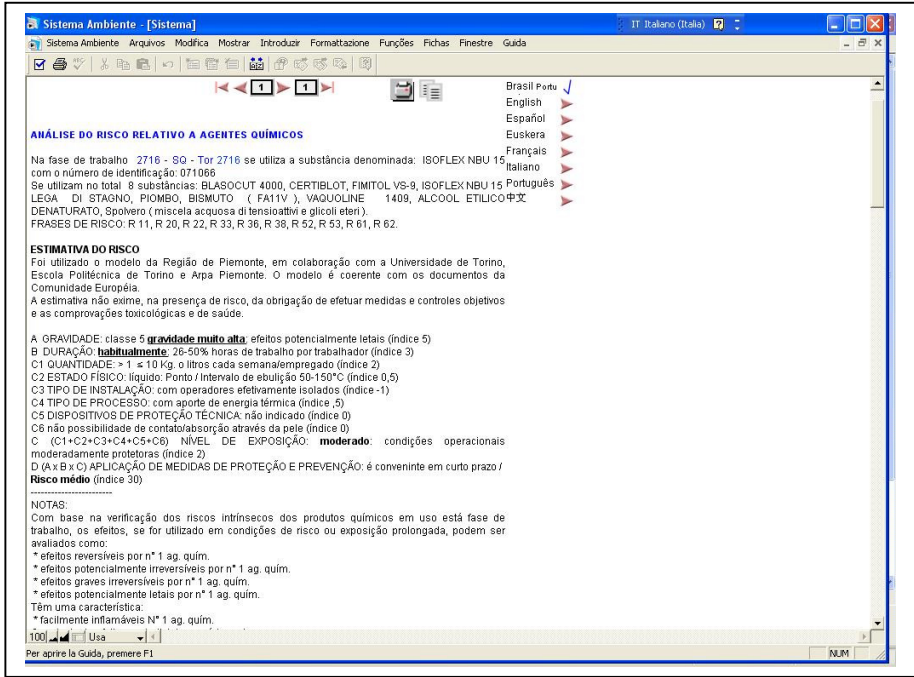 Sistema Ambiente - [Sistema]
IT Italiano (Italia)
Sistema Ambiente Arquivos Modifica Mostrar Introduzir Formattazione Funções Fichas Finestre Guida
1 1
Brasil Portu
English
Español
Euskera
Français
Italiano
Português
中文
ANÁLISE DO RISCO RELATIVO A AGENTES QUÍMICOS
Na fase de trabalho 2716 - SQ - Tor 2716 se utiliza a substância denominada: ISOFLEX NBU 15
com o número de identificação: 071066
Se utilizam no total 8 substâncias: BLASOCUT 4000, CERTIBLOT, FIMITOL VS-9, ISOFLEX NBU 15
LEGA DI STAGNO, PIOMBO, BISMUTO ( FA11V ), VAQUOLINE 1409, ALCOOL ETILICO
DENATURATO, Spolvero ( miscela acquosa di tensioattivi e glicoli eteri ).
FRASES DE RISCO: R 11, R 20, R 22, R 33, R 36, R 38, R 52, R 53, R 61, R 62.
ESTIMATIVA DO RISCO
Foi utilizado o modelo da Região de Piemonte, em colaboração com a Universidade de Torino,
Escola Politécnica de Torino e Arpa Piemonte. O modelo é coerente com os documentos da
Comunidade Européia.
A estimativa não exime, na presença de risco, da obrigação de efetuar medidas e controles objetivos
e as comprovações toxicológicas e de saúde.
A GRAVIDADE: classe 5 gravidade muito alta; efeitos potencialmente letais (índice 5)
B DURAÇÃO: habitualmente; 26-50% horas de trabalho por trabalhador (índice 3)
C1 QUANTIDADE: > 1 ≤ 10 Kg. o litros cada semana/empregado (índice 2)
C2 ESTADO FÍSICO: líquido: Ponto / Intervalo de ebulição 50-150°C (índice 0,5)
C3 TIPO DE INSTALAÇÃO: com operadores efetivamente isolados (índice -1)
C4 TIPO DE PROCESSO: com aporte de energia térmica (índice ,5)
C5 DISPOSITIVOS DE PROTEÇÃO TÉCNICA: não indicado (índice 0)
C6 não possibilidade de contato/absorção através da pele (índice 0)
C (C1+C2+C3+C4+C5+C6) NÍVEL DE EXPOSIÇÃO: moderado: condições operacionais
moderadamente protetoras (índice 2)
D (A x B x C) APLICAÇÃO DE MEDIDAS DE PROTEÇÃO E PREVENÇÃO: é conveninte em curto prazo /
Risco médio (índice 30)
------------------------
NOTAS:
Com base na verificação dos riscos intrínsecos dos produtos químicos em uso está fase de
trabalho, os efeitos, se for utilizado em condições de risco ou exposição prolongada, podem ser
avaliados como:
* efeitos reversíveis por n° 1 ag. quím.
* efeitos potencialmente irreversíveis por n° 1 ag. quím.
* efeitos graves irreversíveis por n° 1 ag. quím.
* efeitos potencialmente letais por n° 1 ag. quím.
Têm uma característica:
* facilmente inflamáveis N° 1 ag. quím.
100 Usa
Per aprire la Guida, premere F1
NUM